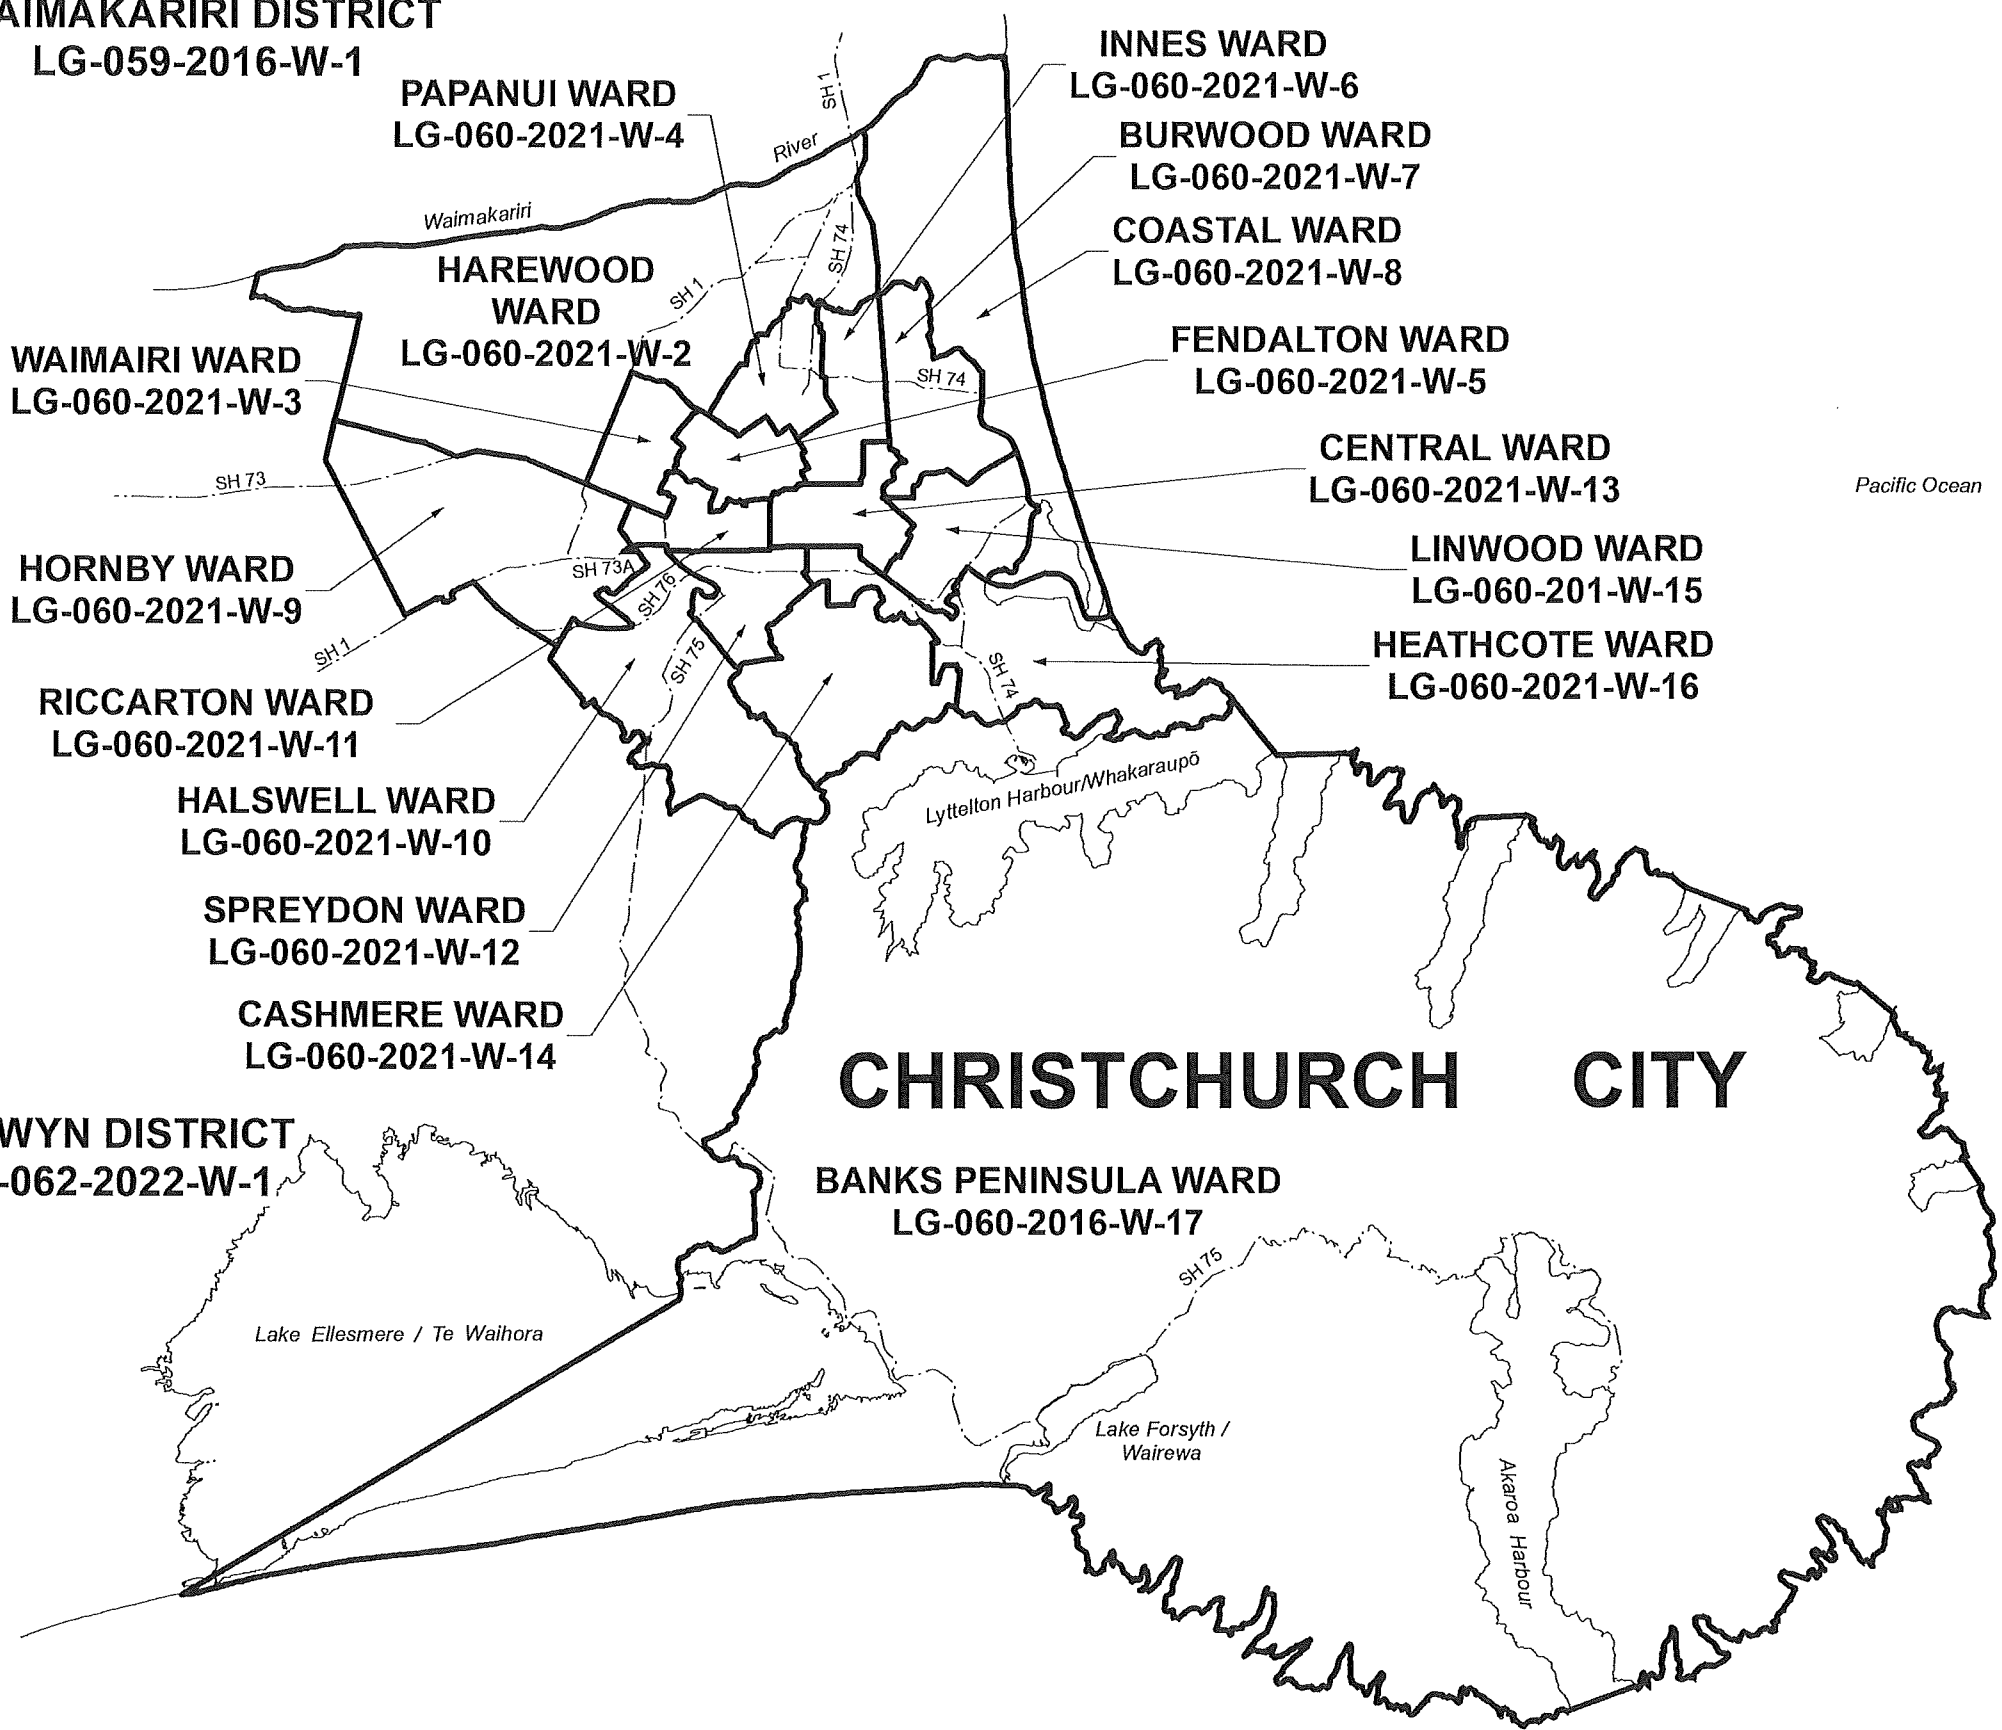 AIMAKARIRI DISTRICT
LG-059-2016-W-1
PAPANUI WARD
LG-060-2021-W-4
INNES WARD
LG-060-2021-W-6
BURWOOD WARD
LG-060-2021-W-7
COASTAL WARD
LG-060-2021-W-8
SH 1
River
Waimakariri
SH 74
SH 1
HAREWOOD
WARD
LG-060-2021-W-2
WAIMAIRI WARD
LG-060-2021-W-3
FENDALTON WARD
LG-060-2021-W-5
SH 74
CENTRAL WARD
LG-060-2021-W-13
SH 73
Pacific Ocean
HORNBY WARD
LG-060-2021-W-9
SH 73A
SH 76
LINWOOD WARD
LG-060-201-W-15
SH 1
SH 75
SH 74
HEATHCOTE WARD
LG-060-2021-W-16
RICCARTON WARD
LG-060-2021-W-11
HALSWELL WARD
LG-060-2021-W-10
Lyttelton Harbour/Whakaraupō
SPREYDON WARD
LG-060-2021-W-12
CASHMERE WARD
LG-060-2021-W-14
CHRISTCHURCH CITY
WYN DISTRICT
-062-2022-W-1
BANKS PENINSULA WARD
LG-060-2016-W-17
SH 75
Lake Ellesmere / Te Waihora
Lake Forsyth /
Wairewa
Akaroa Harbour